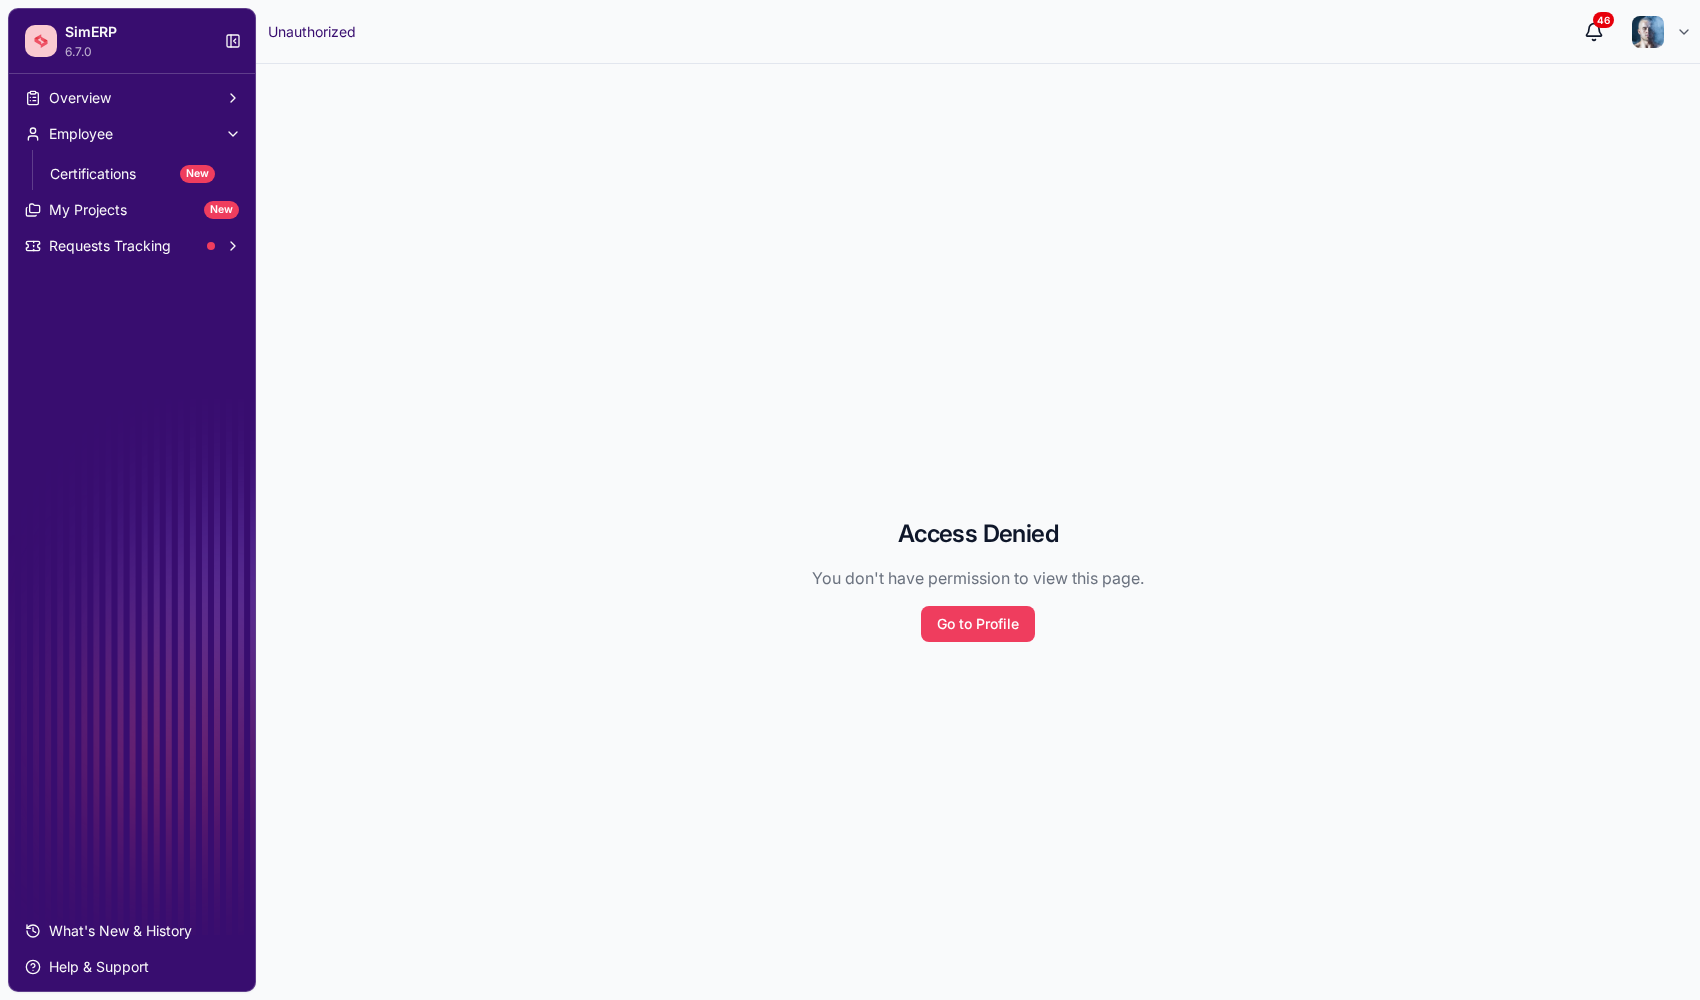 SimERP
6.7.0
Overview
Employee
Certifications New
My Projects New
Requests Tracking
What's New & History
Help & Support
Unauthorized
46
Access Denied
You don't have permission to view this page.
Go to Profile